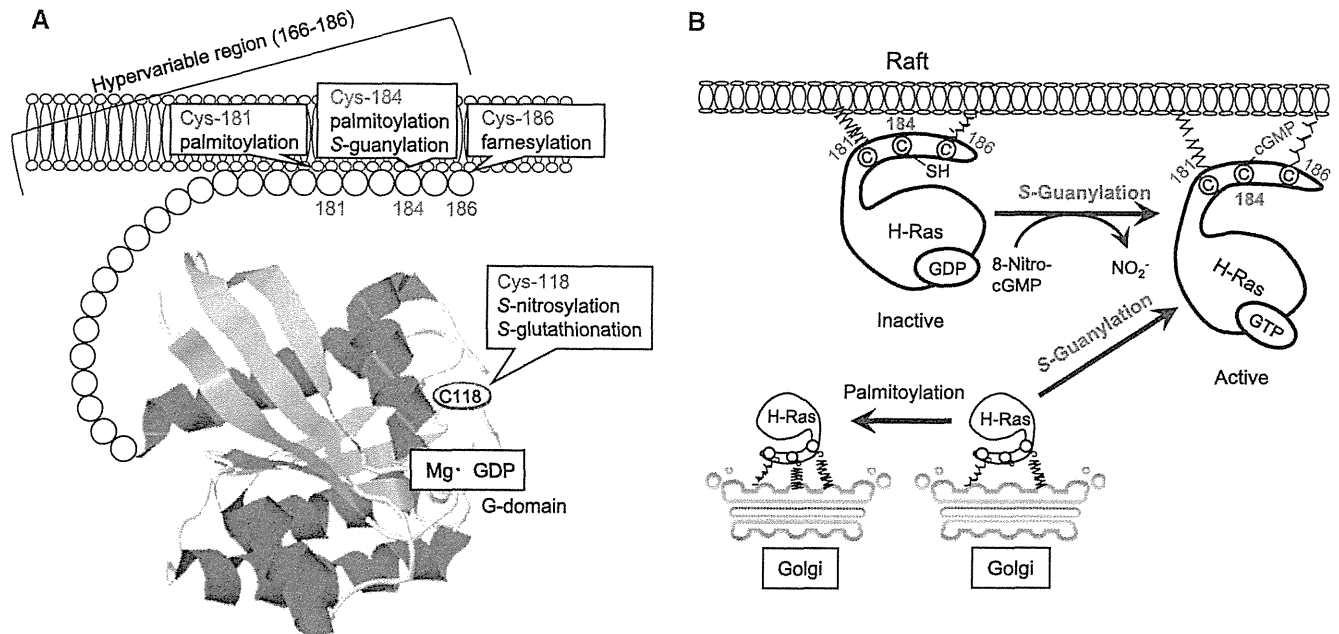 A
Hypervariable region (166-186)
Cys-181
palmitoylation
Cys-184
palmitoylation
S-guanylation
Cys-186
farnesylation
181
184
186
Cys-118
S-nitrosylation
S-glutathionation
C118
Mg· GDP
G-domain
B
Raft
181
184
186
C
C
C
SH
H-Ras
GDP
Inactive
S-Guanylation
8-Nitro-
cGMP
NO₂⁻
181
cGMP
186
C
C
C
184
H-Ras
GTP
Active
S-Guanylation
Palmitoylation
H-Ras
H-Ras
Golgi
Golgi